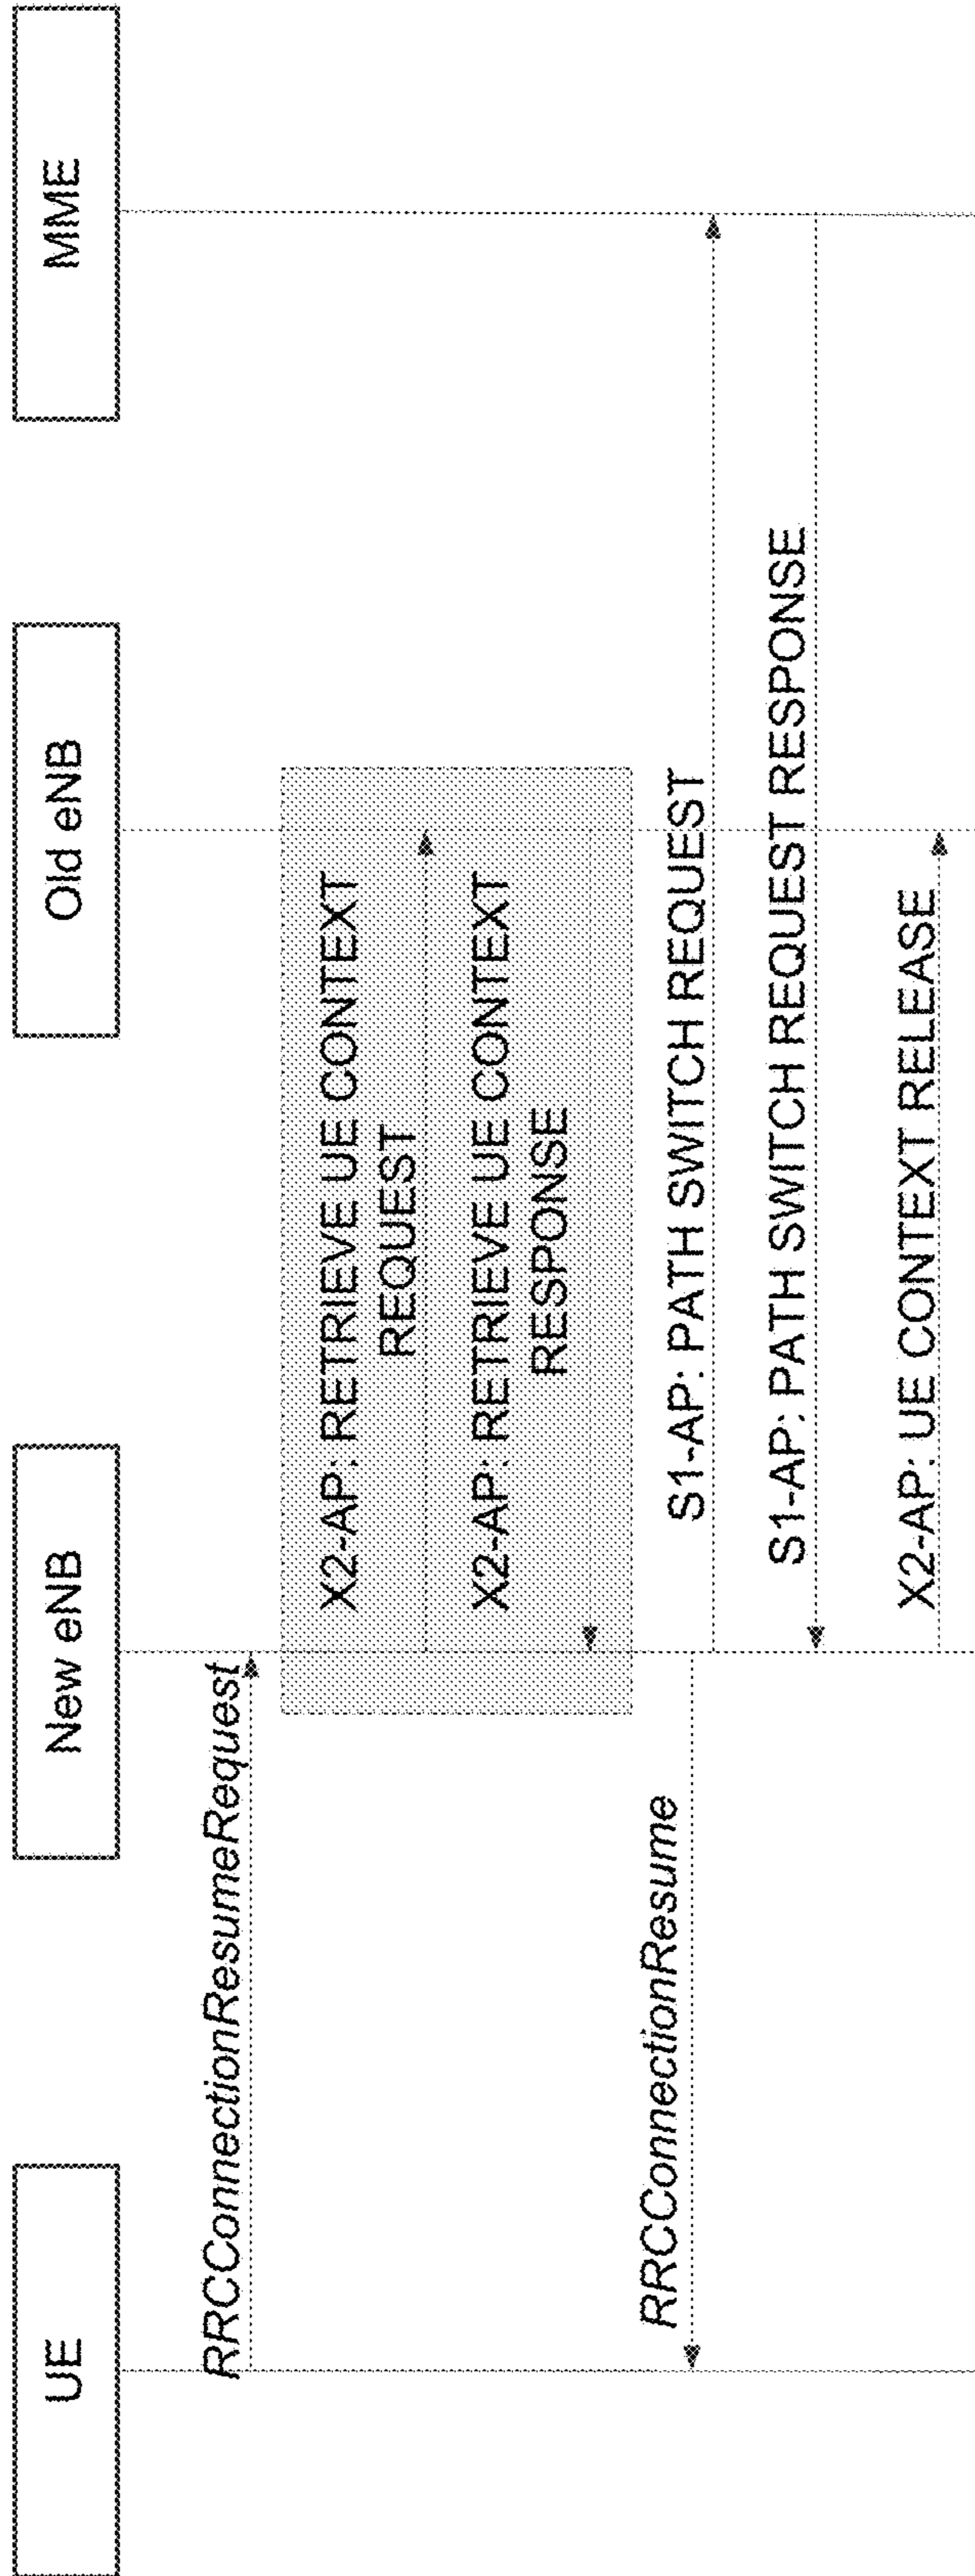 UE
New eNB
Old eNB
MME
RRCConnectionResumeRequest
X2-AP: RETRIEVE UE CONTEXT
REQUEST
X2-AP: RETRIEVE UE CONTEXT
RESPONSE
RRCConnectionResume
S1-AP: PATH SWITCH REQUEST
S1-AP: PATH SWITCH REQUEST RESPONSE
X2-AP: UE CONTEXT RELEASE